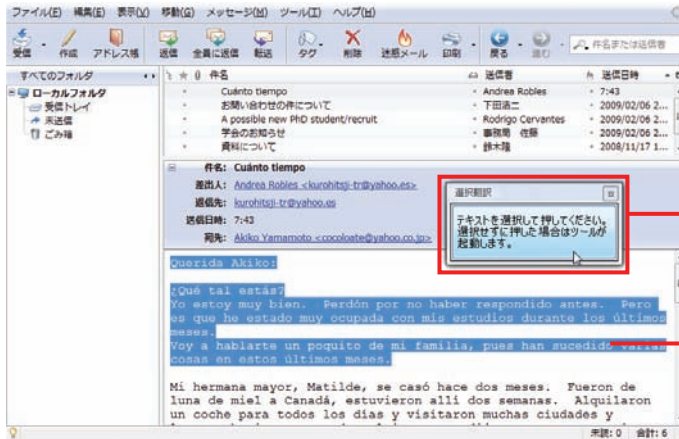 ファイル(F) 編集(E) 表示(V) 移動(G) メッセージ(M) ツール(T) ヘルプ(H)
受信 作成 アドレス帳 返信 全員に返信 転送 タグ 削除 迷惑メール 印刷 戻る 進む 件名または送信者
すべてのフォルダ
件名 送信者 送信日時
ローカルフォルダ
受信トレイ
未送信
ごみ箱
Cuánto tiempo Andrea Robles 7:43
お問い合わせの件について 下田浩二 2009/02/06 2...
A possible new PhD student/recruit Rodrigo Cervantes 2009/02/06 2...
学会のお知らせ 事務局 佐藤 2009/02/06 2...
資料について 鈴木隆 2008/11/17 1...
件名: Cuánto tiempo
差出人: Andrea Robles <kurohitsji-tr@yahoo.es>
返信先: kurohitsji-tr@yahoo.es
送信日時: 7:43
宛先: Akiko Yamamoto <cocoloate@yahoo.co.jp>
選択翻訳
テキストを選択して押してください。
選択せずに押した場合はツールが
起動します。
Querida Akiko:
¿Qué tal estás?
Yo estoy muy bien. Perdón por no haber respondido antes. Pero
es que he estado muy ocupada con mis estudios durante los últimos
meses.
Voy a hablarte un poquito de mi familia, pues han sucedido varias
cosas en estos últimos meses.
Mi hermana mayor, Matilde, se casó hace dos meses. Fueron de
luna de miel a Canadá, estuvieron allí dos semanas. Alquilaron
un coche para todos los días y visitaron muchas ciudades y
未読: 0 合計: 6